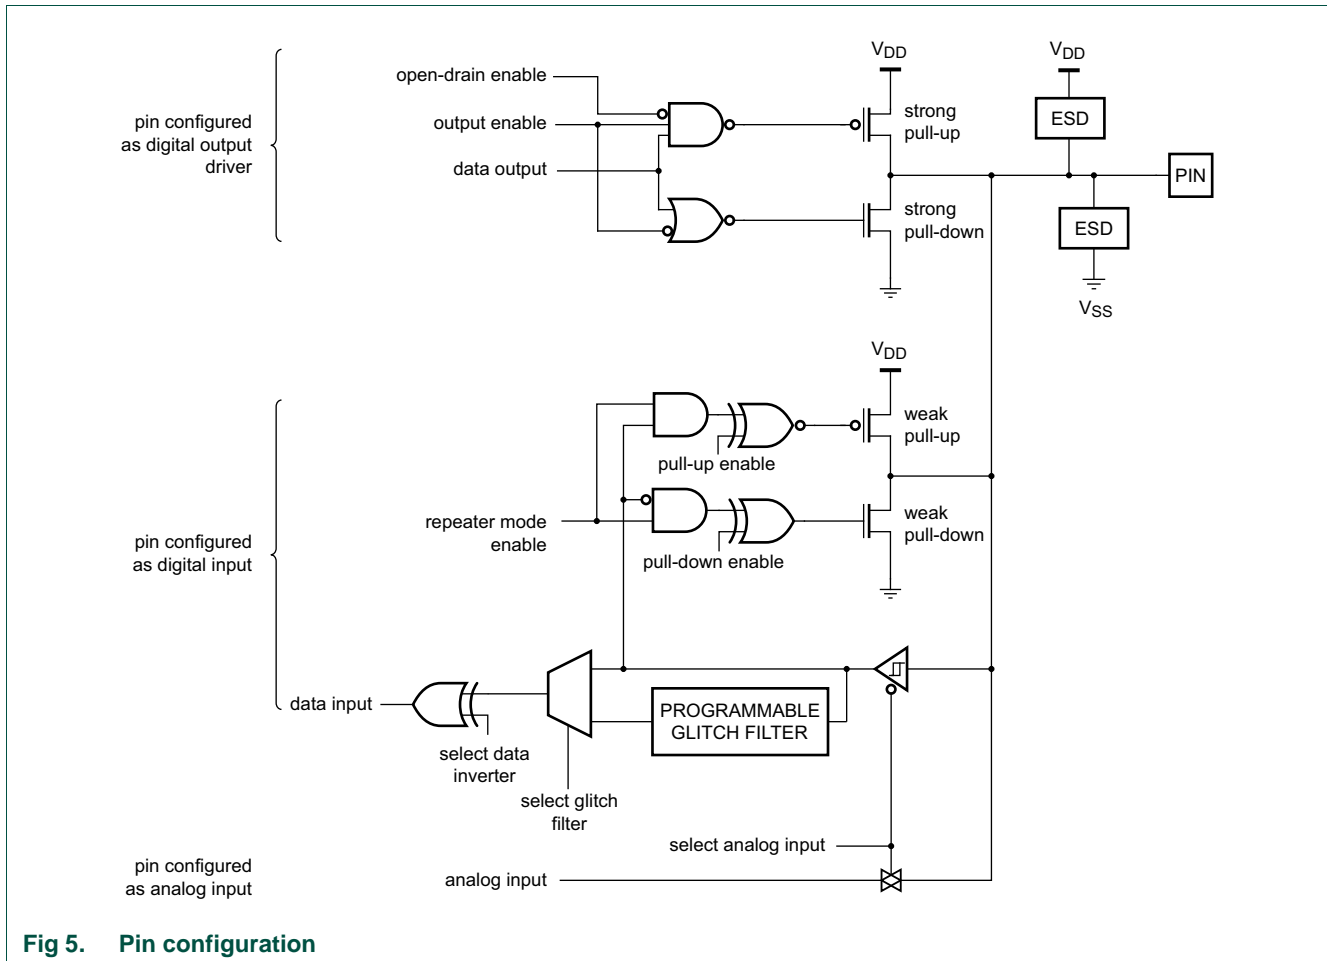 VDD
VDD
open-drain enable
output enable
data output
pin configured
as digital output
driver
strong
pull-up
ESD
PIN
strong
pull-down
ESD
VSS
VDD
weak
pull-up
pull-up enable
repeater mode
enable
weak
pull-down
pull-down enable
pin configured
as digital input
data input
PROGRAMMABLE
GLITCH FILTER
select data
inverter
select glitch
filter
select analog input
pin configured
as analog input
analog input
Fig 5. Pin configuration